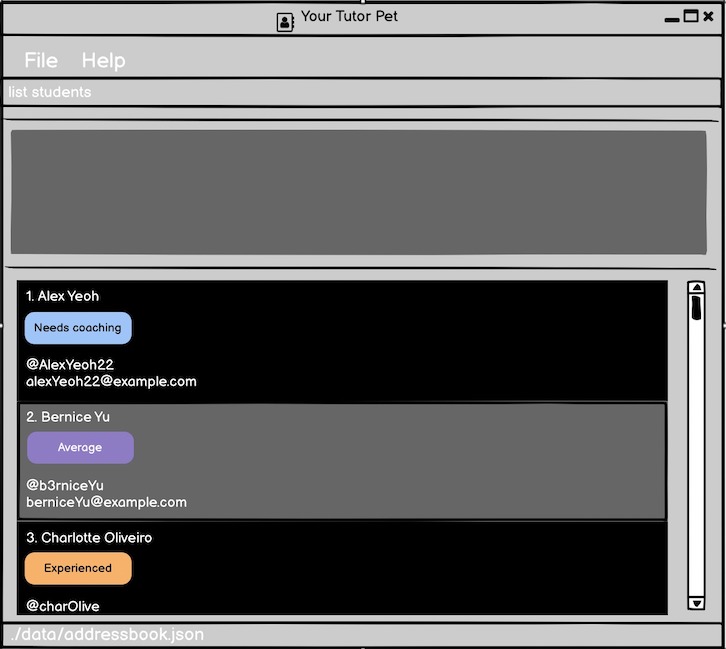 Your Tutor Pet
File Help
list students
1. Alex Yeoh
Needs coaching
@AlexYeoh22
alexYeoh22@example.com
2. Bernice Yu
Average
@b3rniceYu
berniceYu@example.com
3. Charlotte Oliveiro
Experienced
@charOlive
./data/addressbook.json